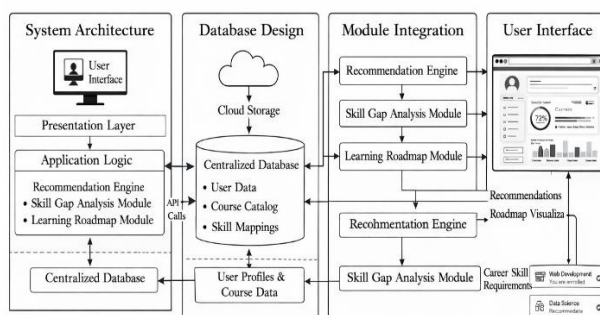 System Architecture
User
Interface
Presentation Layer
Application Logic
Recommendation Engine
• Skill Gap Analysis Module
• Learning Roadmap Module
Centralized Database
Database Design
Cloud Storage
Centralized Database
• User Data
• Course Catalog
• Skill Mappings
API
Calls
User Profiles &
Course Data
Module Integration
Recommendation Engine
Skill Gap Analysis Module
Learning Roadmap Module
Recohmentation Engine
Skill Gap Analysis Module
User Interface
72%
Recommendations
Roadmap Visualiza
Career Skill
Requirements
Web Development
You are enrolled
Data Science